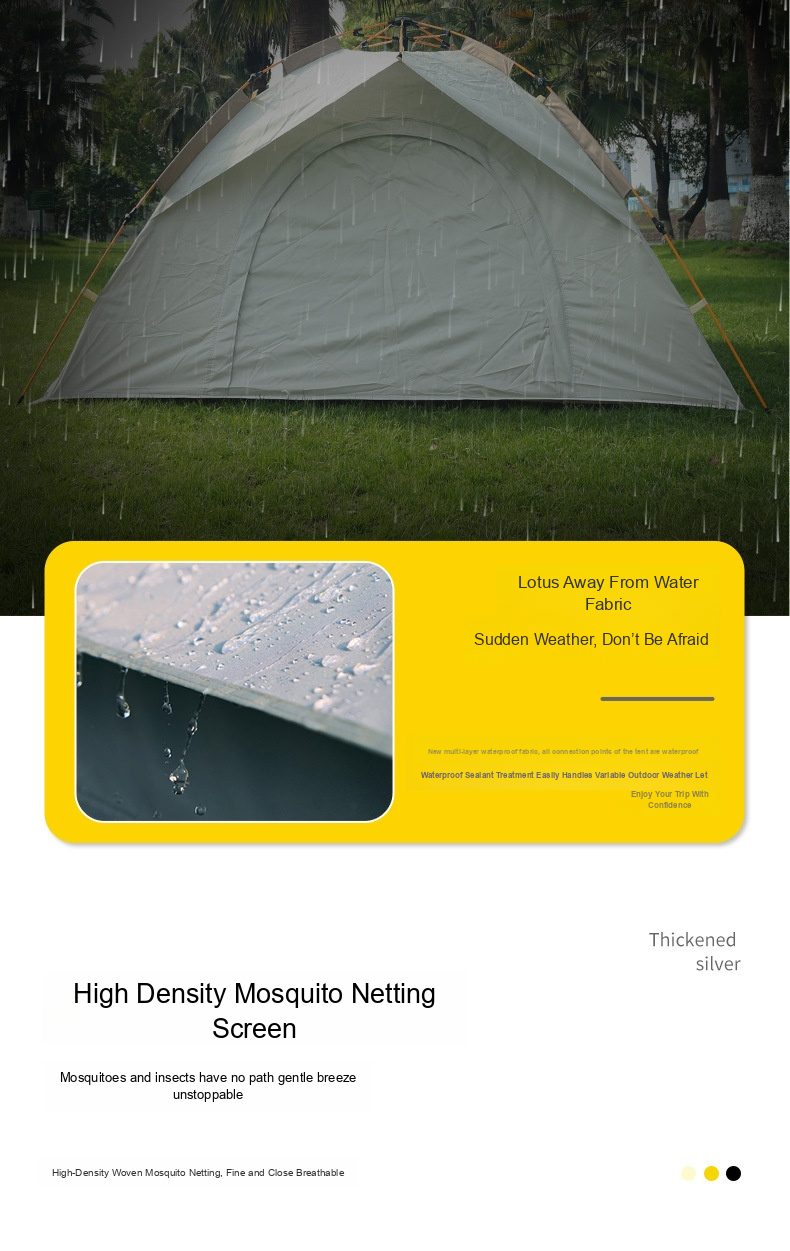 Lotus Away From Water
Fabric
Sudden Weather, Don't Be Afraid
New multi-layer waterproof fabric, all connection points of the tent are waterproof
Waterproof Sealant Treatment Easily Handles Variable Outdoor Weather Let
Enjoy Your Trip With
Confidence
Thickened
silver
High Density Mosquito Netting
Screen
Mosquitoes and insects have no path gentle breeze
unstoppable
High-Density Woven Mosquito Netting, Fine and Close Breathable